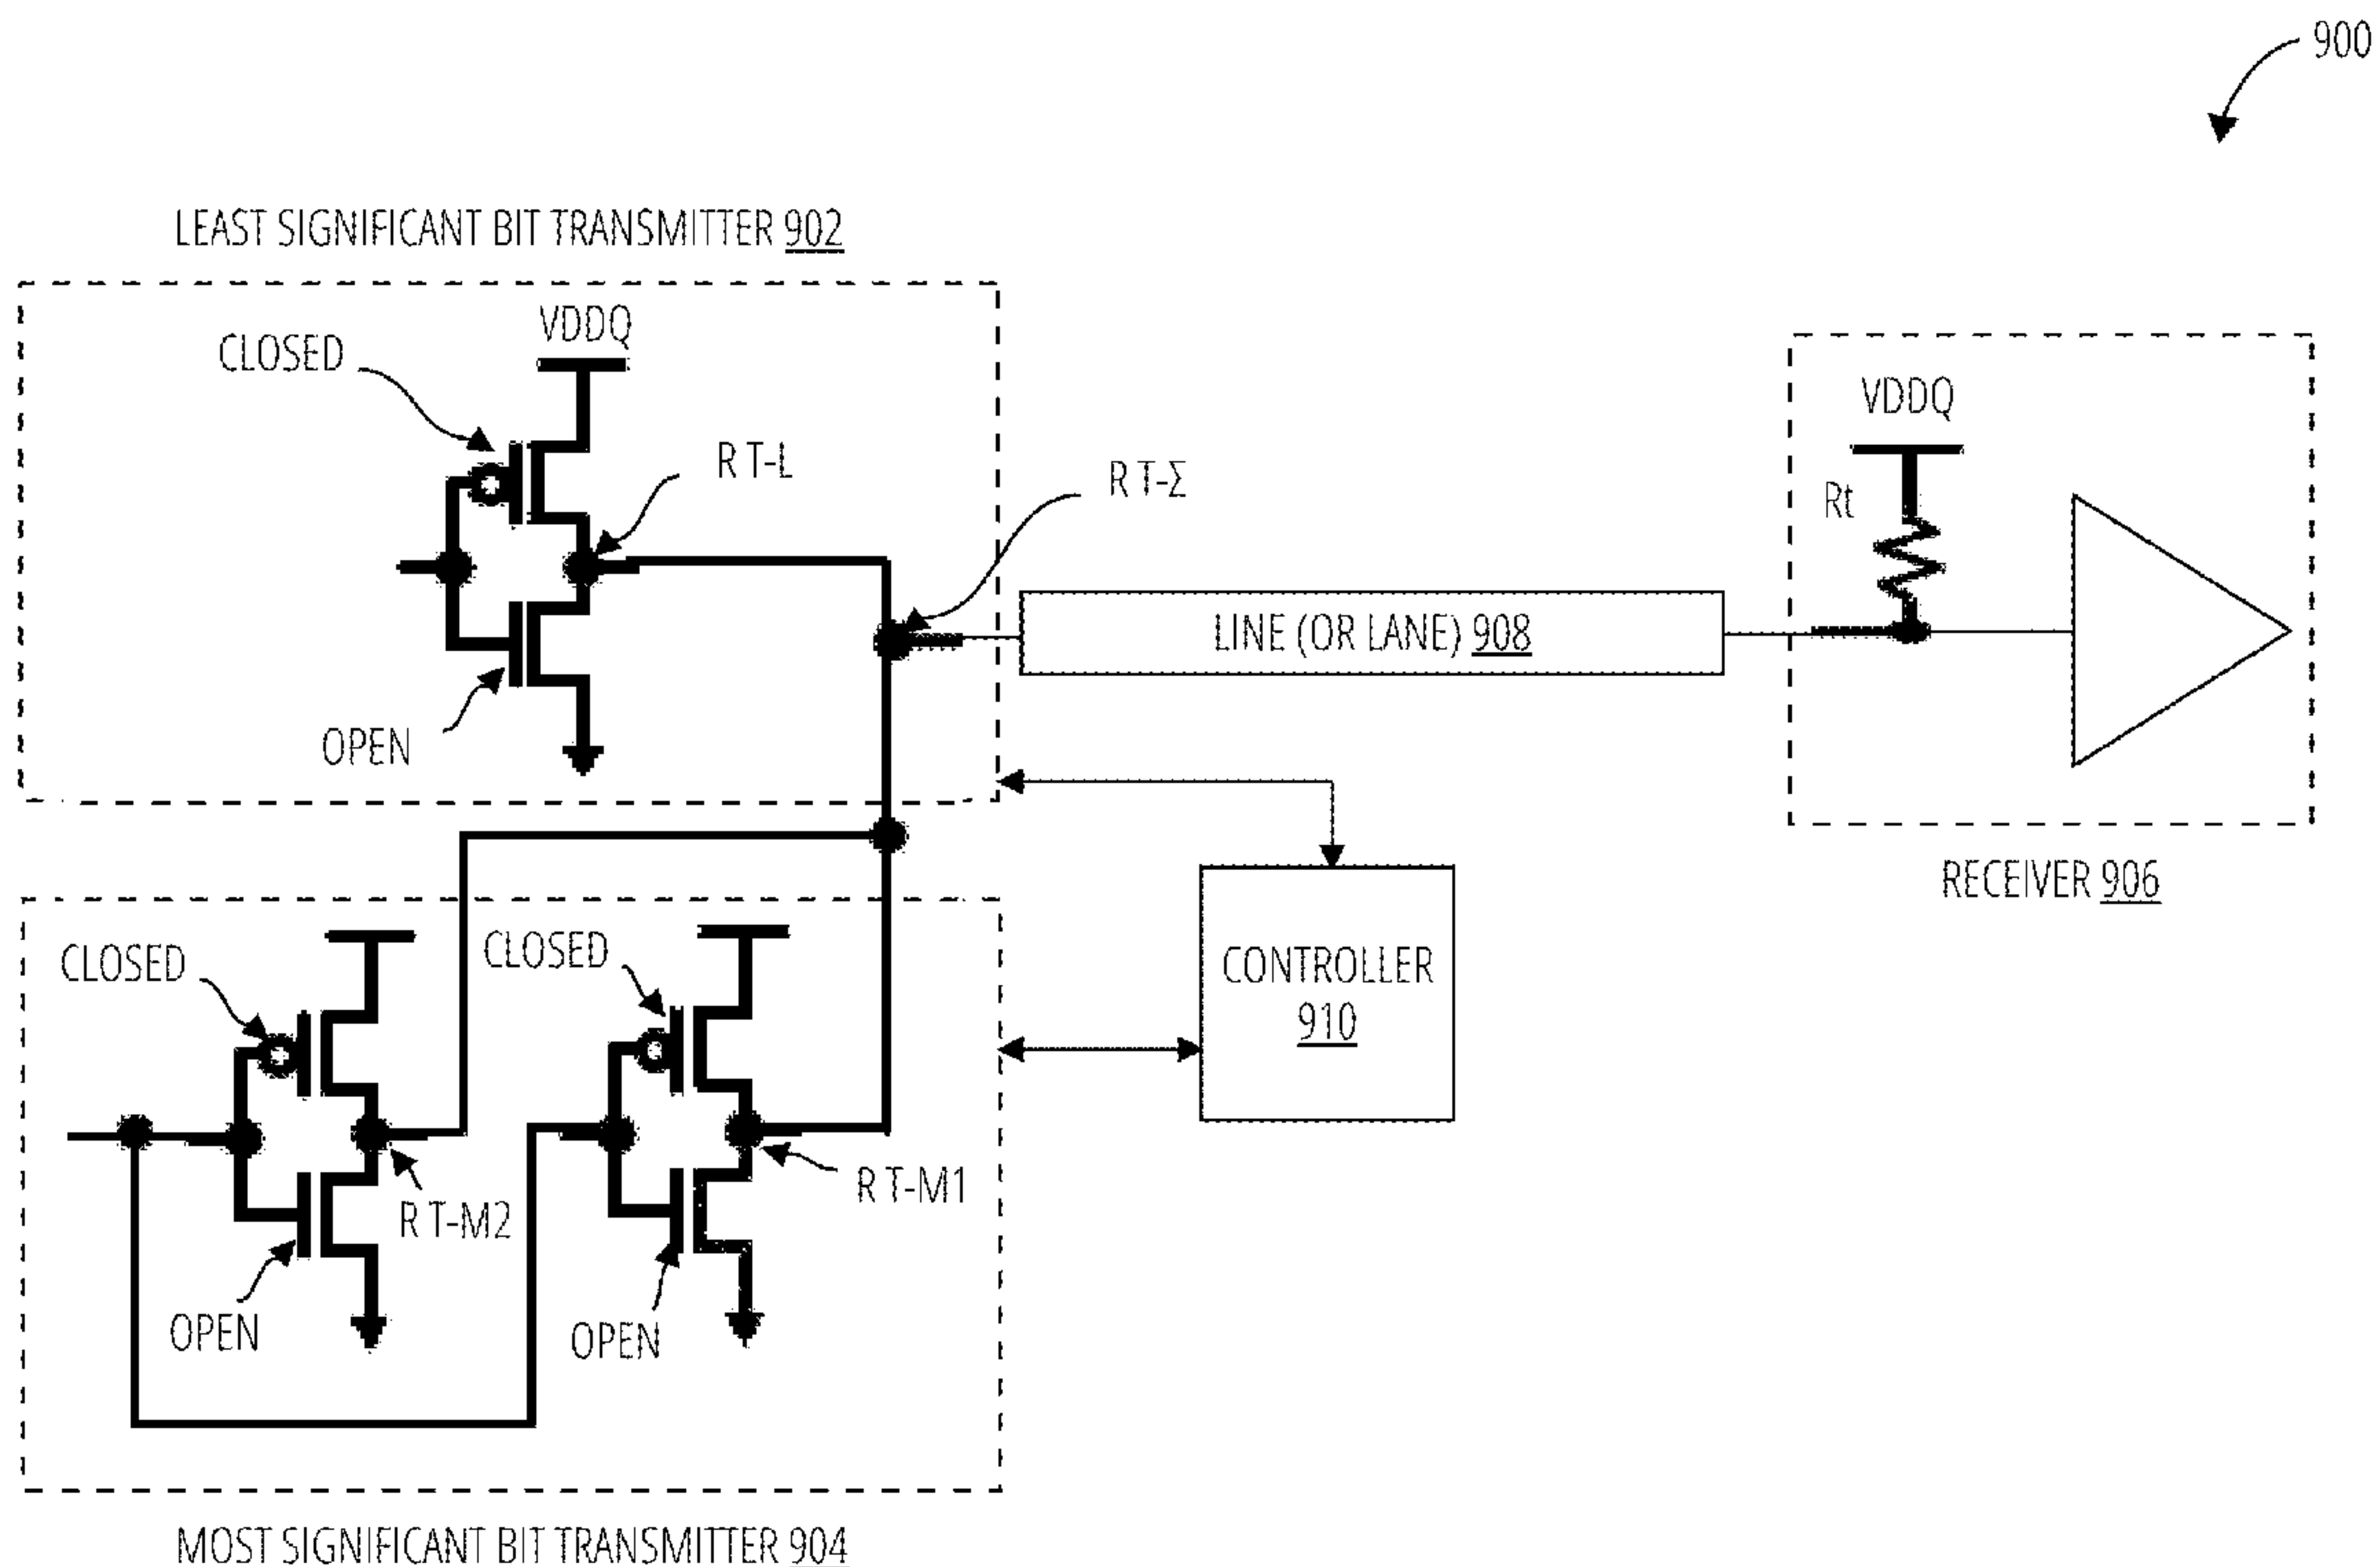 900
LEAST SIGNIFICANT BIT TRANSMITTER 902
VDDQ
CLOSED
R T-L
R T-Σ
OPEN
LINE (OR LANE) 908
VDDQ
Rt
RECEIVER 906
CONTROLLER
910
CLOSED
CLOSED
R T-M2
R T-M1
OPEN
OPEN
MOST SIGNIFICANT BIT TRANSMITTER 904